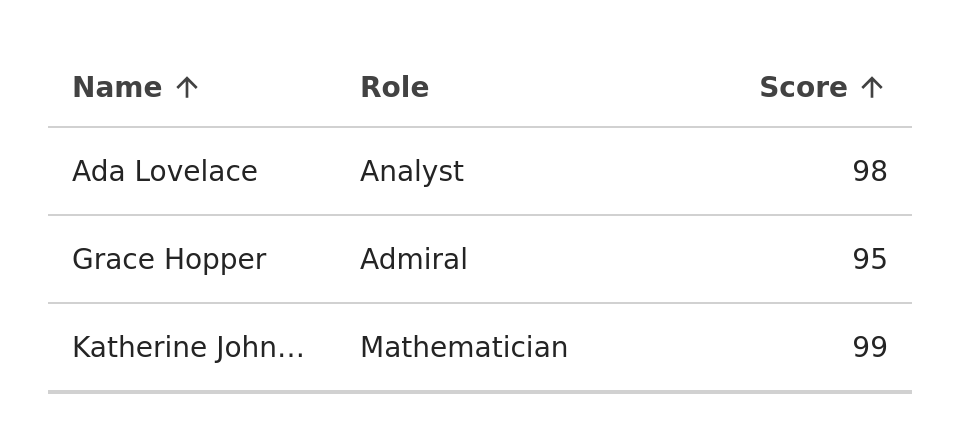 Name ↑ Role Score ↑
Ada Lovelace Analyst 98
Grace Hopper Admiral 95
Katherine John… Mathematician 99